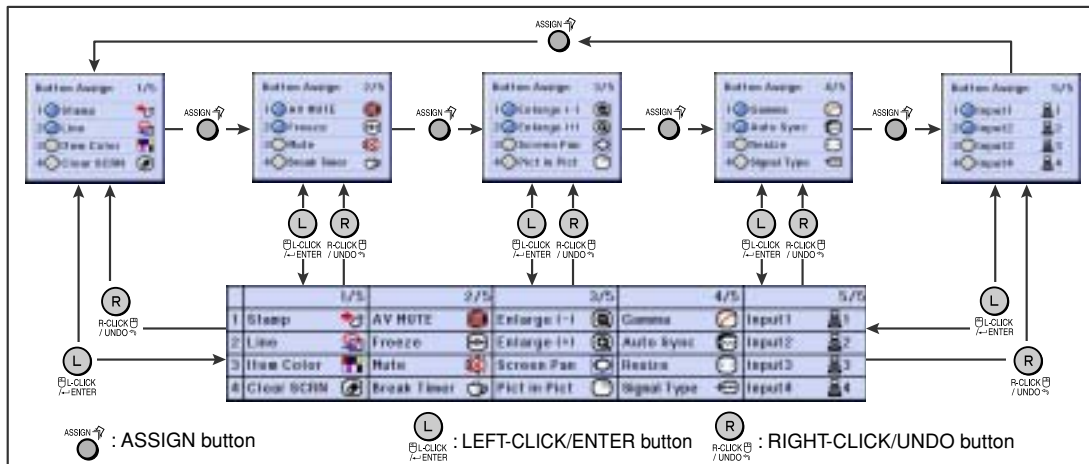 ASSIGN
Button Assign 1/5
1 Stamp
2 Line
3 Item Color
4 Clear SCRN
ASSIGN
Button Assign 2/5
1 AV MUTE
2 Freeze
3 Mute
4 Break Timer
ASSIGN
Button Assign 3/5
1 Enlarge (-)
2 Enlarge (+)
3 Screen Pan
4 Pict in Pict
ASSIGN
Button Assign 4/5
1 Gamma
2 Auto Sync
3 Resize
4 Signal Type
ASSIGN
Button Assign 5/5
1 Input1 1
2 Input2 2
3 Input3 3
4 Input4 4
L R
L-CLICK R-CLICK
/ENTER /UNDO
L R
L-CLICK R-CLICK
/ENTER /UNDO
L R
L-CLICK R-CLICK
/ENTER /UNDO
R
R-CLICK
/ UNDO
L
L-CLICK
/ENTER
L
L-CLICK
/ENTER
R
R-CLICK
/ UNDO
1/5 2/5 3/5 4/5 5/5
1 Stamp AV MUTE Enlarge (-) Gamma Input1 1
2 Line Freeze Enlarge (+) Auto Sync Input2 2
3 Item Color Mute Screen Pan Resize Input3 3
4 Clear SCRN Break Timer Pict in Pict Signal Type Input4 4
ASSIGN : ASSIGN button
L L-CLICK /ENTER : LEFT-CLICK/ENTER button
R R-CLICK / UNDO : RIGHT-CLICK/UNDO button